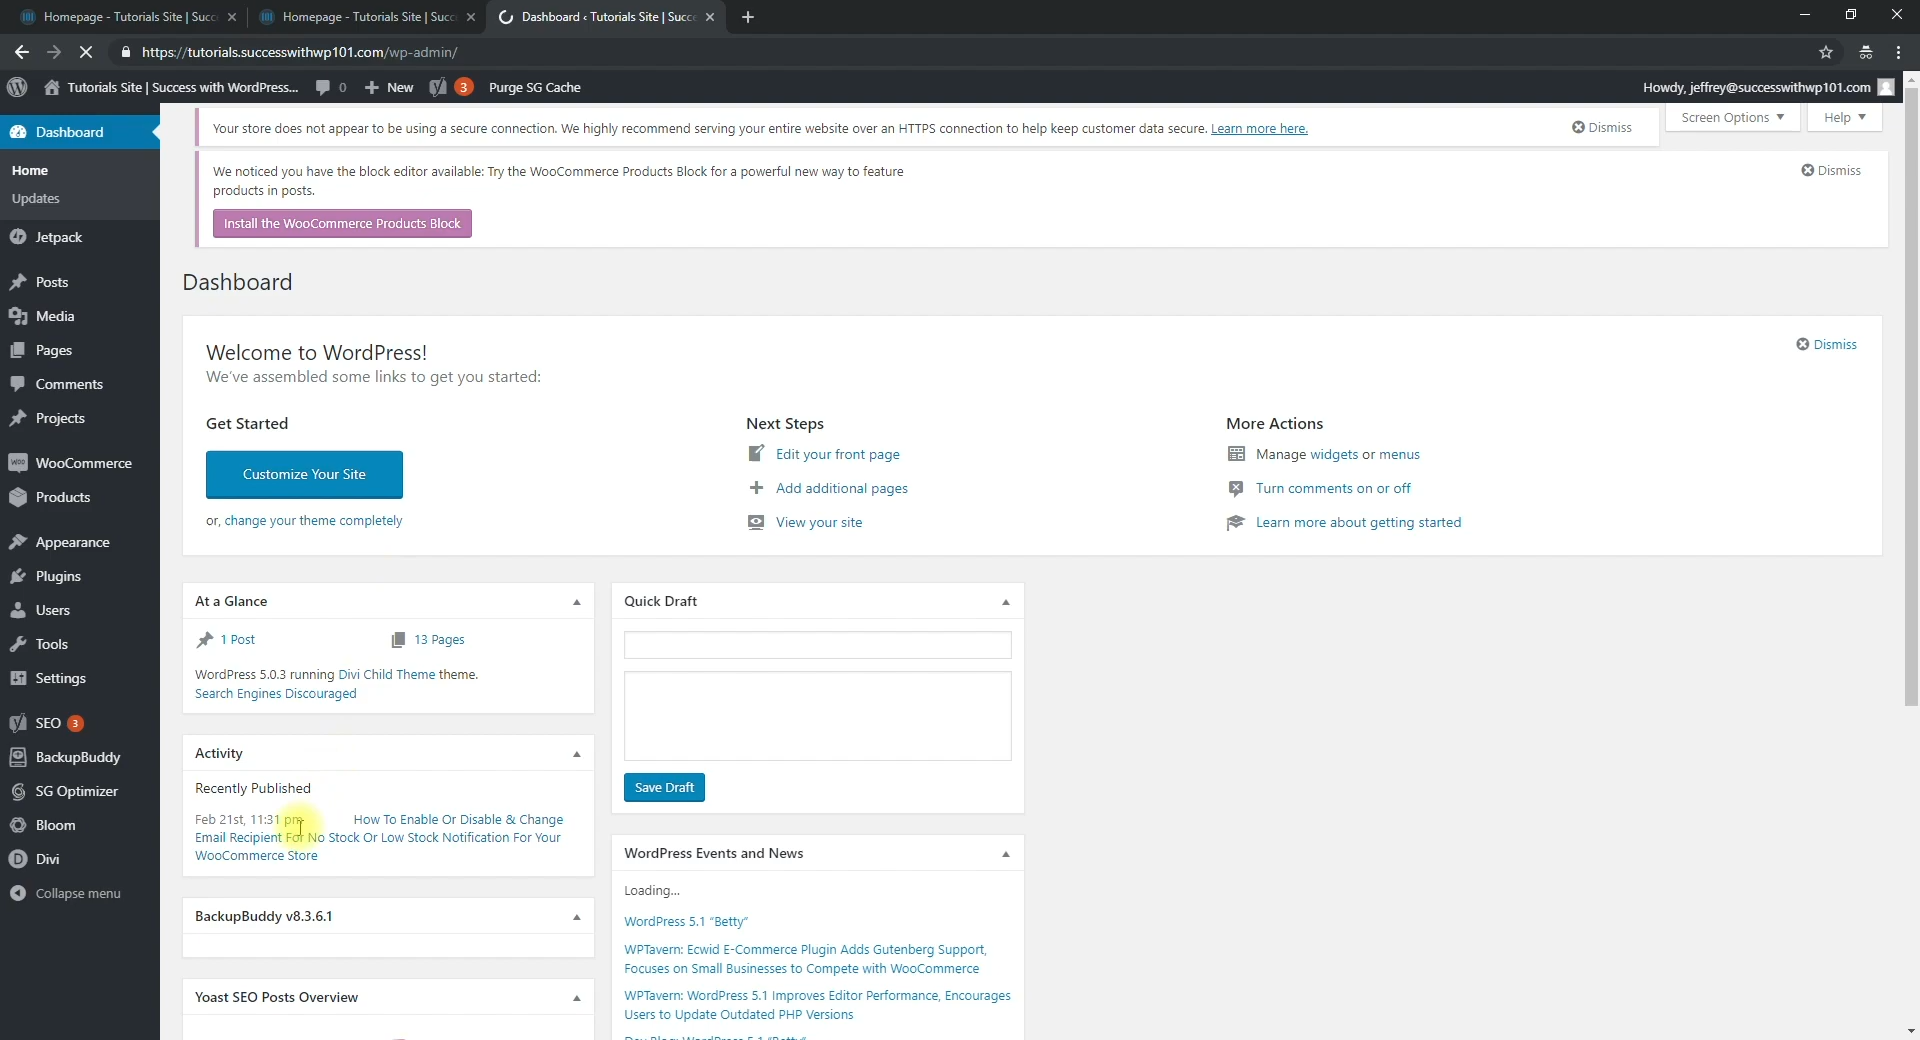 Homepage - Tutorials Site | Succ
Homepage - Tutorials Site | Succ
Dashboard ‹ Tutorials Site | Succ
https://tutorials.successwithwp101.com/wp-admin/
Tutorials Site | Success with WordPress...
0
New
3
Purge SG Cache
Howdy, jeffrey@successwithwp101.com
Dashboard
Home
Updates
Jetpack
Posts
Media
Pages
Comments
Projects
WooCommerce
Products
Appearance
Plugins
Users
Tools
Settings
SEO 3
BackupBuddy
SG Optimizer
Bloom
Divi
Collapse menu
Your store does not appear to be using a secure connection. We highly recommend serving your entire website over an HTTPS connection to help keep customer data secure. Learn more here.
Dismiss
Screen Options
Help
We noticed you have the block editor available: Try the WooCommerce Products Block for a powerful new way to feature
products in posts.
Dismiss
Install the WooCommerce Products Block
Dashboard
Welcome to WordPress!
We've assembled some links to get you started:
Dismiss
Get Started
Customize Your Site
or, change your theme completely
Next Steps
Edit your front page
Add additional pages
View your site
More Actions
Manage widgets or menus
Turn comments on or off
Learn more about getting started
At a Glance
1 Post
13 Pages
WordPress 5.0.3 running Divi Child Theme theme.
Search Engines Discouraged
Activity
Recently Published
Feb 21st, 11:31 pm How To Enable Or Disable & Change
Email Recipient For No Stock Or Low Stock Notification For Your
WooCommerce Store
BackupBuddy v8.3.6.1
Yoast SEO Posts Overview
Quick Draft
Save Draft
WordPress Events and News
Loading...
WordPress 5.1 "Betty"
WPTavern: Ecwid E-Commerce Plugin Adds Gutenberg Support,
Focuses on Small Businesses to Compete with WooCommerce
WPTavern: WordPress 5.1 Improves Editor Performance, Encourages
Users to Update Outdated PHP Versions